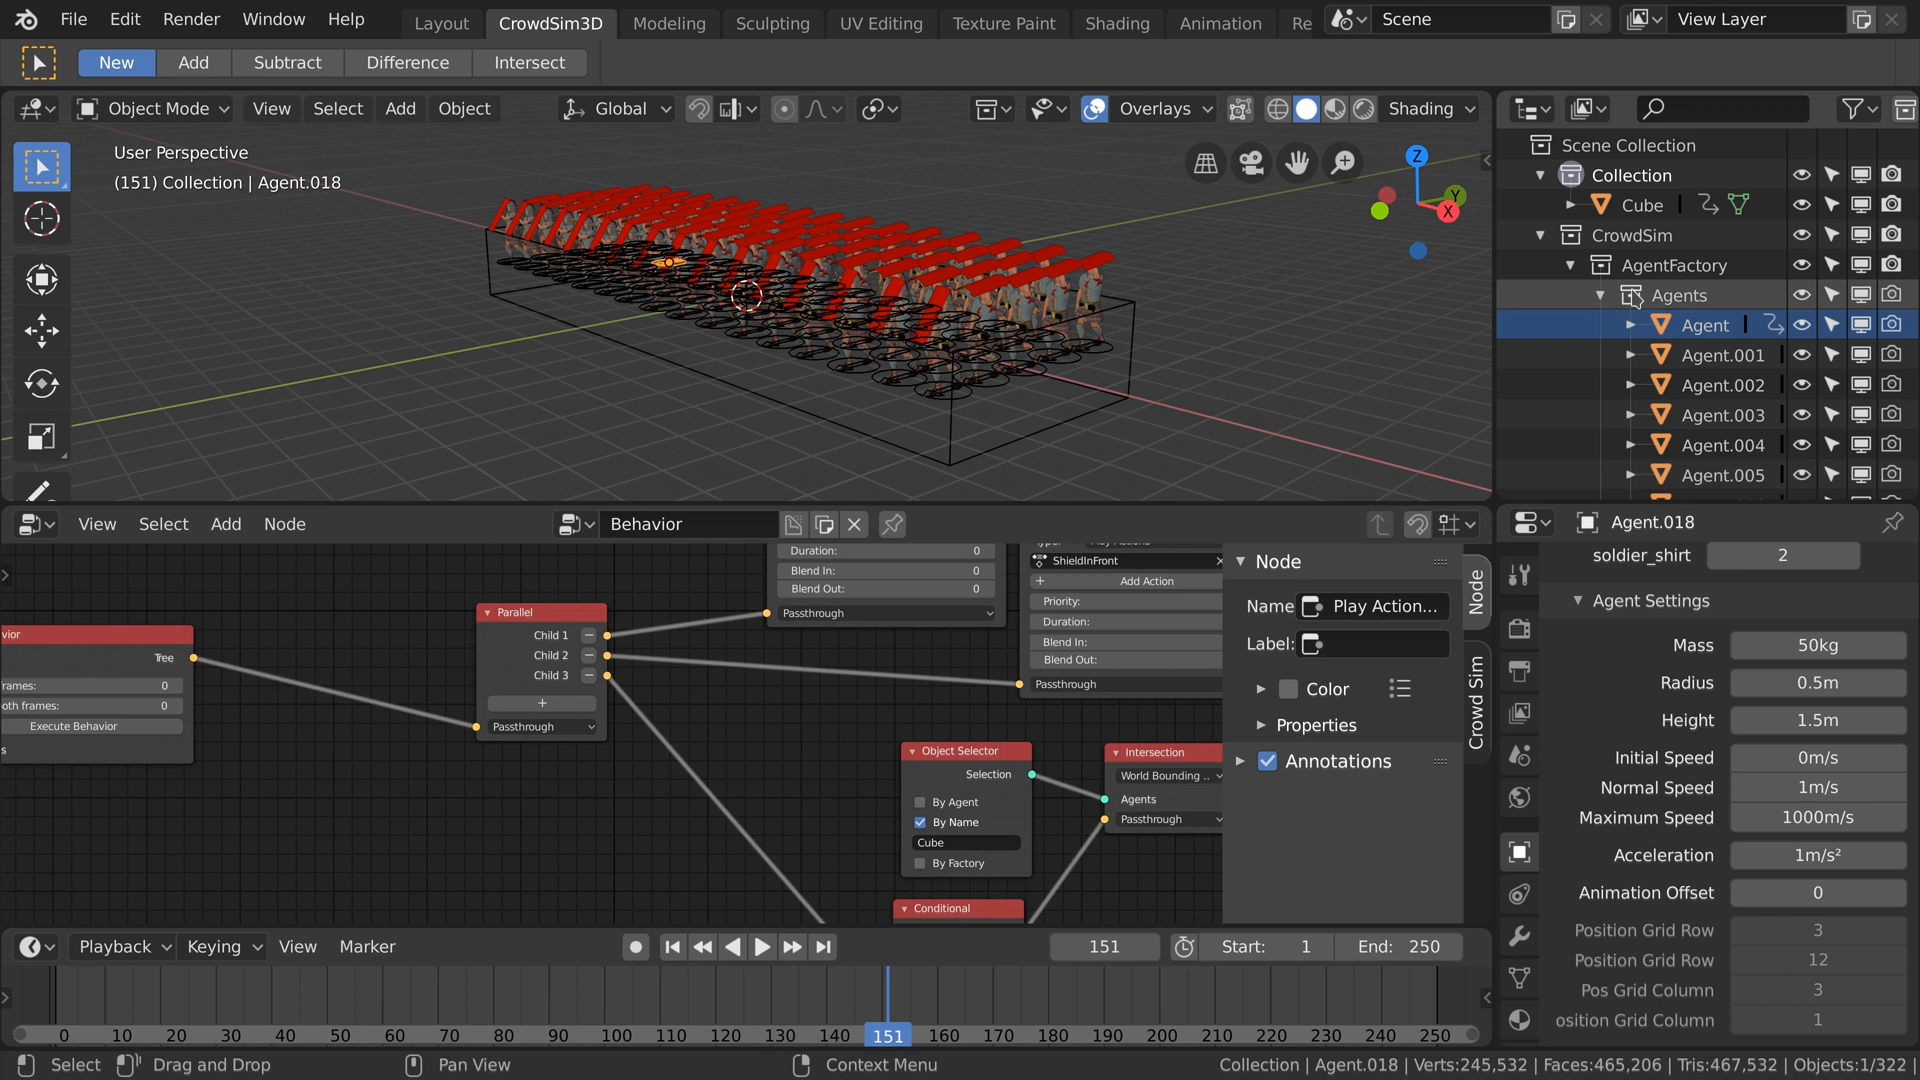 File Edit Render Window Help Layout CrowdSim3D Modeling Sculpting UV Editing Texture Paint Shading Animation Re Scene View Layer
New Add Subtract Difference Intersect
Object Mode View Select Add Object Global Overlays Shading
User Perspective
(151) Collection | Agent.018
Z
Y
X
Scene Collection
Collection
Cube
CrowdSim
AgentFactory
Agents
Agent
Agent.001
Agent.002
Agent.003
Agent.004
Agent.005
View Select Add Node Behavior
vior
Tree
rames: 0
oth frames: 0
Execute Behavior
s
Parallel
Child 1
Child 2
Child 3
+
Passthrough
Duration: 0
Blend In: 0
Blend Out: 0
Passthrough
ShieldInFront
+ Add Action
Priority:
Duration:
Blend In:
Blend Out:
Passthrough
Object Selector
Selection
By Agent
By Name
Cube
By Factory
Intersection
World Bounding ..
Agents
Passthrough
Conditional
Node
Name Play Action...
Label:
Color
Properties
Annotations
Node
Crowd Sim
Agent.018
soldier_shirt 2
Agent Settings
Mass 50kg
Radius 0.5m
Height 1.5m
Initial Speed 0m/s
Normal Speed 1m/s
Maximum Speed 1000m/s
Acceleration 1m/s²
Animation Offset 0
Position Grid Row 3
Position Grid Row 12
Pos Grid Column 3
osition Grid Column 1
Playback Keying View Marker 151 Start: 1 End: 250
0 10 20 30 40 50 60 70 80 90 100 110 120 130 140 151 160 170 180 190 200 210 220 230 240 250
Select Drag and Drop Pan View Context Menu Collection | Agent.018 | Verts:245,532 | Faces:465,206 | Tris:467,532 | Objects:1/322 |